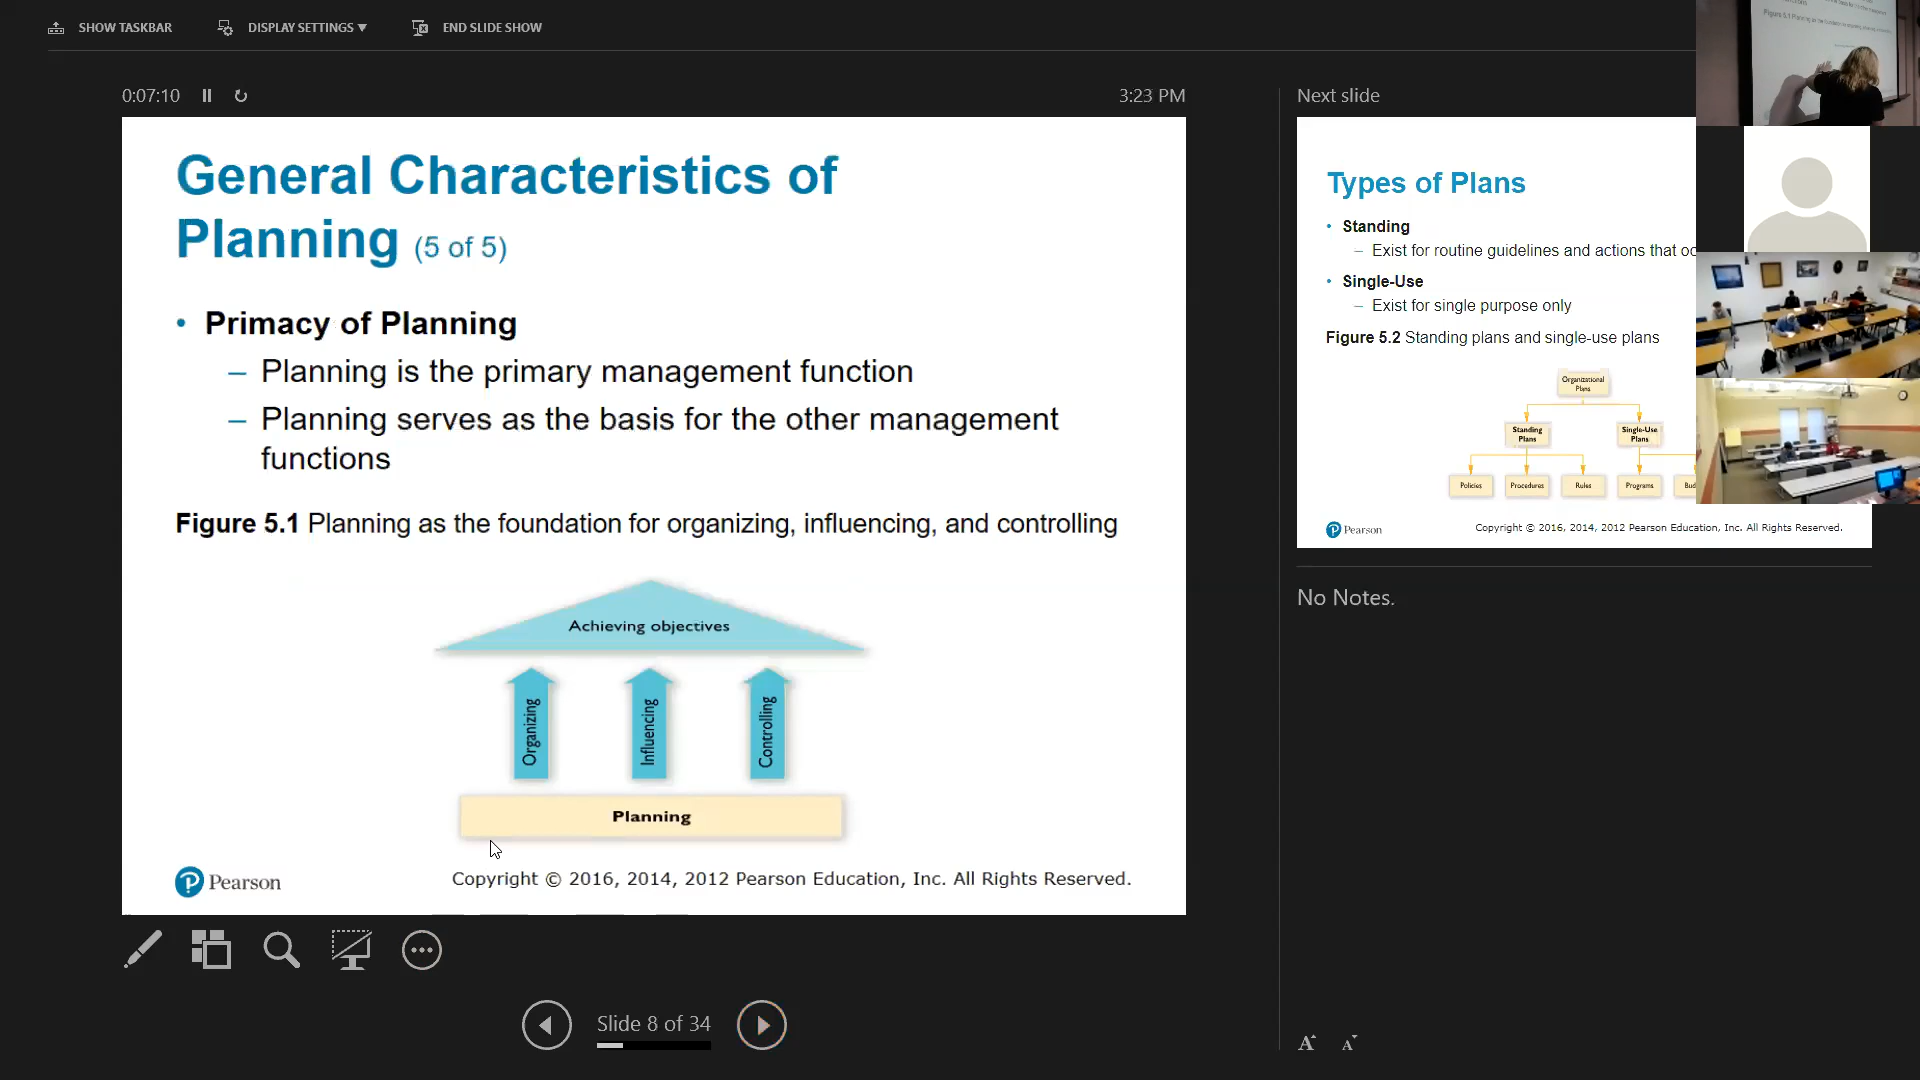 SHOW TASKBAR
DISPLAY SETTINGS ▼
END SLIDE SHOW
0:07:10
3:23 PM
General Characteristics of
Planning (5 of 5)
• Primacy of Planning
– Planning is the primary management function
– Planning serves as the basis for the other management
functions
Figure 5.1 Planning as the foundation for organizing, influencing, and controlling
Achieving objectives
Organizing
Influencing
Controlling
Planning
Pearson
Copyright © 2016, 2014, 2012 Pearson Education, Inc. All Rights Reserved.
Slide 8 of 34
Next slide
Types of Plans
• Standing
– Exist for routine guidelines and actions that oc
• Single-Use
– Exist for single purpose only
Figure 5.2 Standing plans and single-use plans
Organizational
Plans
Standing
Plans
Single-Use
Plans
Policies
Procedures
Rules
Programs
Bud
Pearson
Copyright © 2016, 2014, 2012 Pearson Education, Inc. All Rights Reserved.
No Notes.
A A